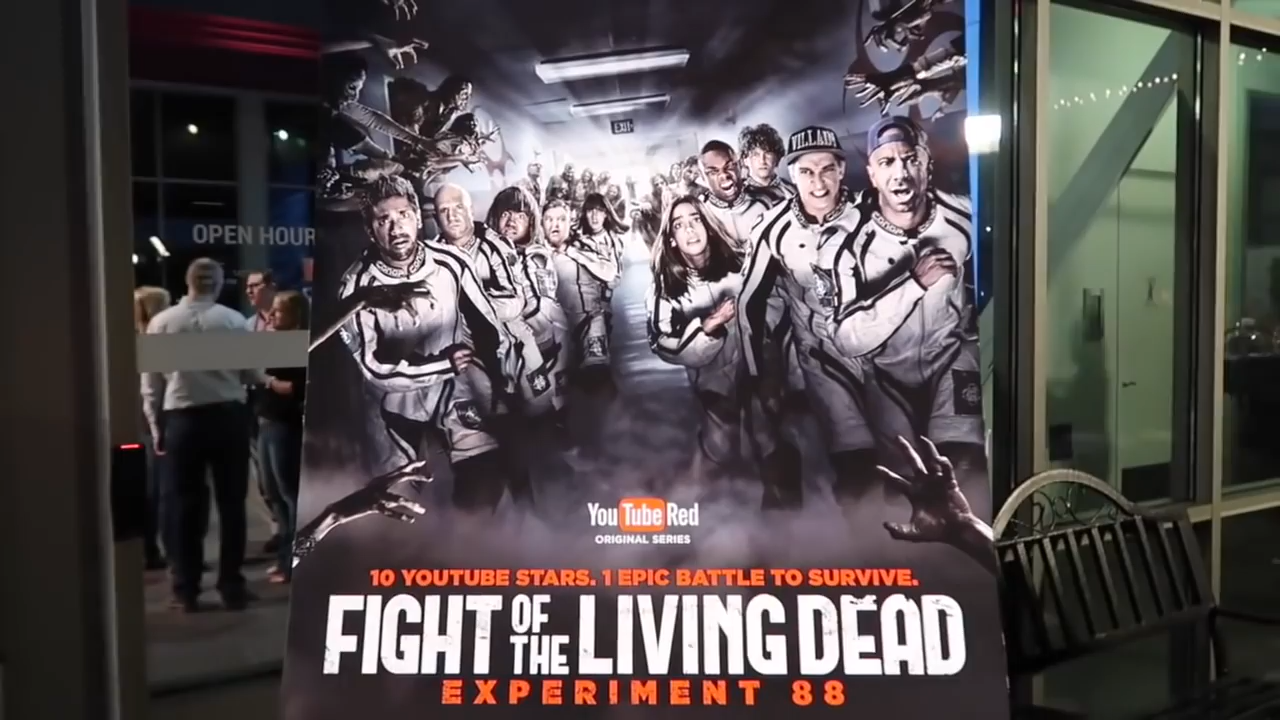 OPEN HOUR
EXIT
VILLAIN
YouTube Red
ORIGINAL SERIES
10 YOUTUBE STARS. 1 EPIC BATTLE TO SURVIVE.
FIGHT OF THE LIVING DEAD
EXPERIMENT 88